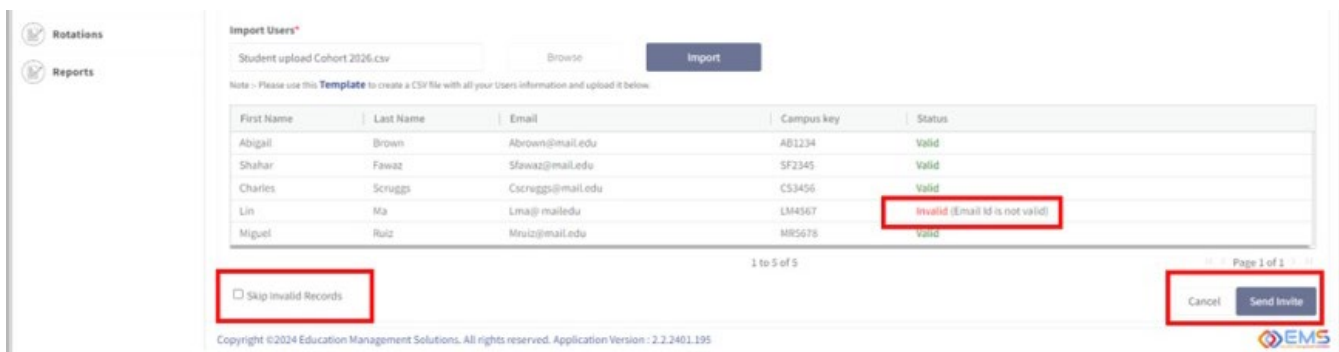 Rotations
Reports
Import Users*
Student upload Cohort 2026.csv Browse Import
Note :- Please use this Template to create a CSV file with all your Users information and upload it below.
First Name Last Name Email Campus key Status
Abigail Brown Abrown@mail.edu AB1234 Valid
Shahar Fawaz Sfawaz@mail.edu SF2345 Valid
Charles Scruggs Cscruggs@mail.edu CS3456 Valid
Lin Ma Lma@ mailedu LM4567 Invalid (Email Id is not valid)
Miguel Ruiz Mruiz@mail.edu MR5678 Valid
1 to 5 of 5 Page 1 of 1
Skip Invalid Records Cancel Send Invite
Copyright ©2024 Education Management Solutions. All rights reserved. Application Version : 2.2.2401.195
EMS